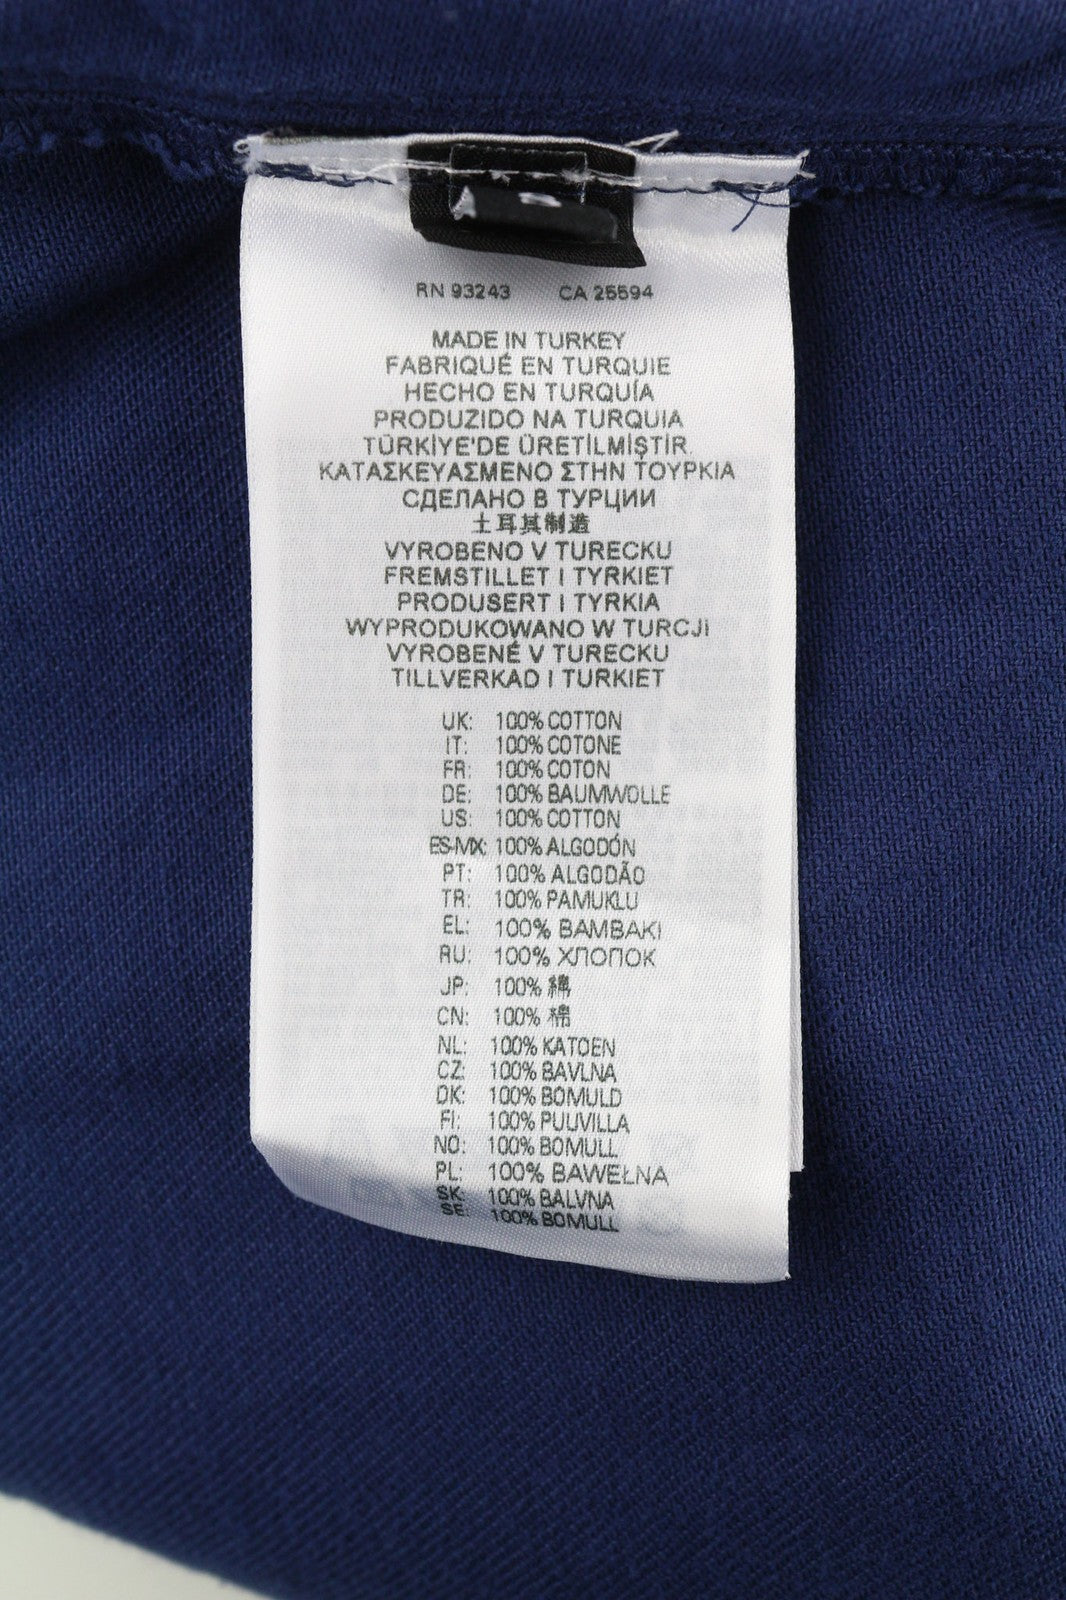 RN 93243 CA 25594
MADE IN TURKEY
FABRIQUÉ EN TURQUIE
HECHO EN TURQUÍA
PRODUZIDO NA TURQUIA
TÜRKİYE'DE ÜRETİLMİŞTİR.
ΚΑΤΑΣΚΕΥΑΣΜΕΝΟ ΣΤΗΝ ΤΟΥΡΚΙΑ
СДЕЛАНО В ТУРЦИИ
土耳其制造
VYROBENO V TURECKU
FREMSTILLET I TYRKIET
PRODUSERT I TYRKIA
WYPRODUKOWANO W TURCJI
VYROBENÉ V TURECKU
TILLVERKAD I TURKIET
UK: 100% COTTON
IT: 100% COTONE
FR: 100% COTON
DE: 100% BAUMWOLLE
US: 100% COTTON
ES-MX: 100% ALGODÓN
PT: 100% ALGODÃO
TR: 100% PAMUKLU
EL: 100% ΒΑΜΒΑΚΙ
RU: 100% ХЛОПОК
JP: 100% 綿
CN: 100% 棉
NL: 100% KATOEN
CZ: 100% BAVLNA
DK: 100% BOMULD
FI: 100% PUUVILLA
NO: 100% BOMULL
PL: 100% BAWEŁNA
SK: 100% BALVNA
SE: 100% BOMULL